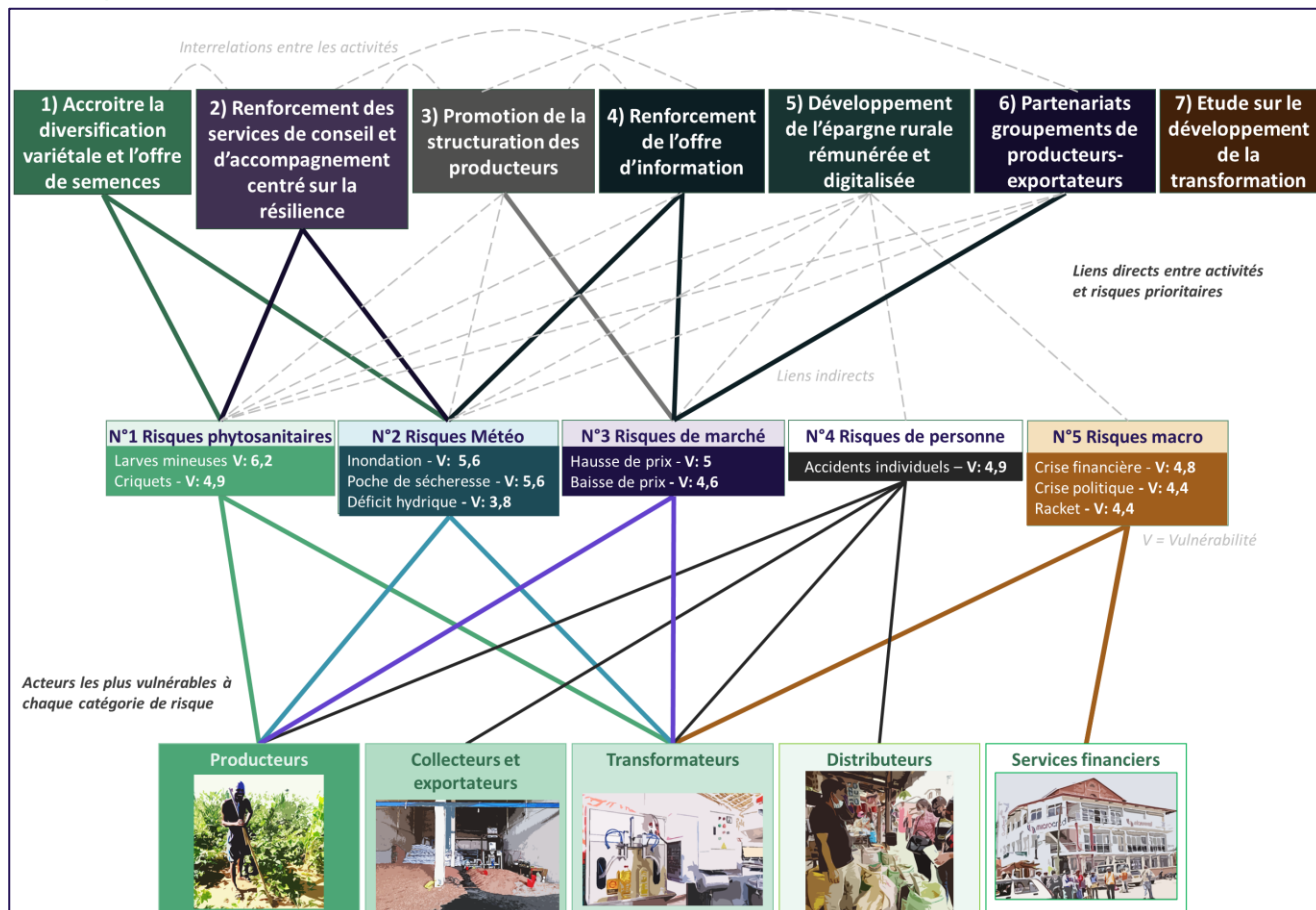 Interrelations entre les activités
1) Accroitre la
diversification
variétale et l'offre
de semences
2) Renforcement des
services de conseil et
d'accompagnement
centré sur la
résilience
3) Promotion de la
structuration des
producteurs
4) Renforcement
de l'offre
d'information
5) Développement
de l'épargne rurale
rémunérée et
digitalisée
6) Partenariats
groupements de
producteurs-
exportateurs
7) Etude sur le
développement
de la
transformation
Liens directs entre activités
et risques prioritaires
Liens indirects
N°1 Risques phytosanitaires
Larves mineuses V: 6,2
Criquets - V: 4,9
N°2 Risques Météo
Inondation - V: 5,6
Poche de sécheresse - V: 5,6
Déficit hydrique - V: 3,8
N°3 Risques de marché
Hausse de prix - V: 5
Baisse de prix - V: 4,6
N°4 Risques de personne
Accidents individuels – V: 4,9
N°5 Risques macro
Crise financière - V: 4,8
Crise politique - V: 4,4
Racket - V: 4,4
V = Vulnérabilité
Acteurs les plus vulnérables à
chaque catégorie de risque
Producteurs
Collecteurs et
exportateurs
Transformateurs
Distributeurs
Services financiers